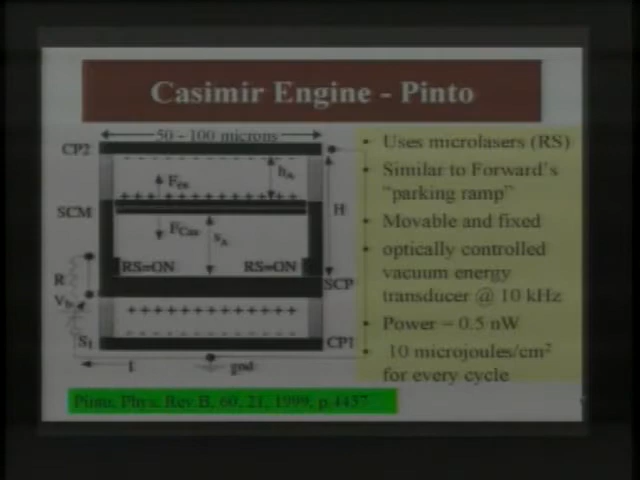 Casimir Engine - Pinto
50 - 100 microns
CP2
SCM
H
RS=ON RS=ON
R
SCP
S1
CP1
I
gnd
• Uses microlasers (RS)
• Similar to Forward's
"parking ramp"
• Movable and fixed
• optically controlled
vacuum energy
transducer @ 10 kHz
• Power ~ 0.5 nW
• 10 microjoules/cm²
for every cycle
Pinto, Phys. Rev.B, 60, 21, 1999, p.4457